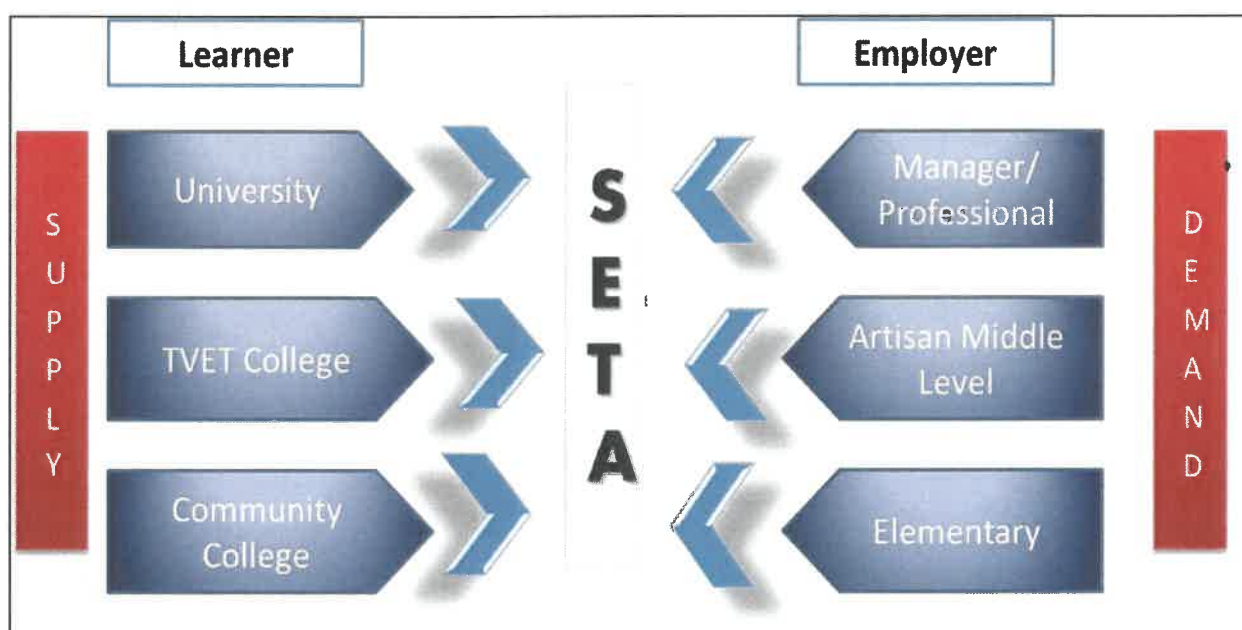 Learner
Employer
SUPPLY
University
TVET College
Community
College
SETA
Manager/
Professional
Artisan Middle
Level
Elementary
DEMAND